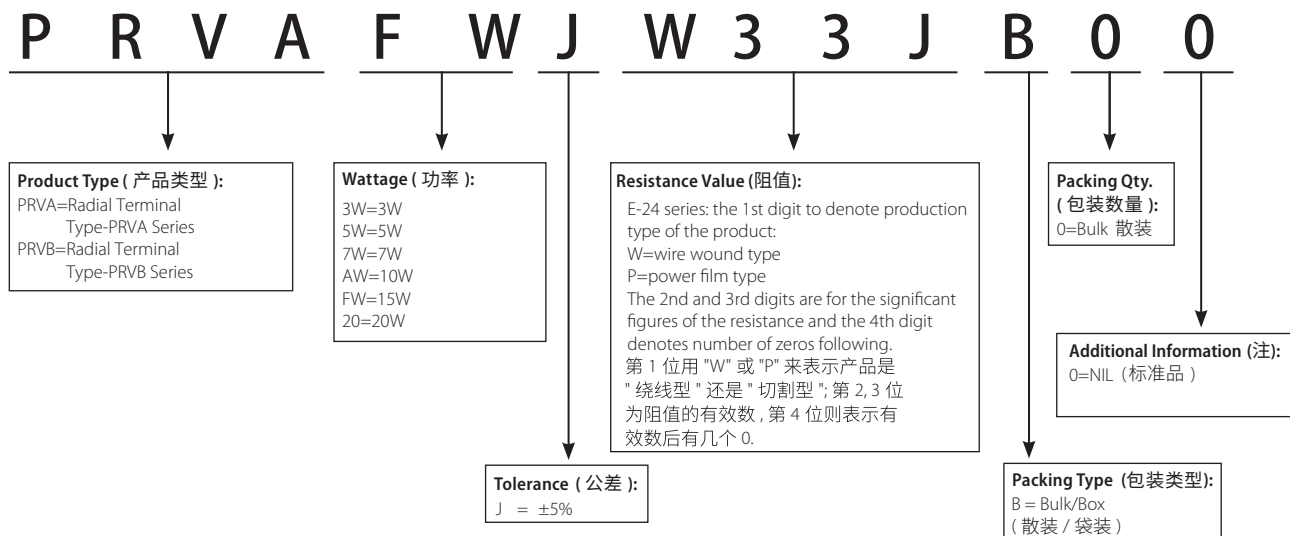 P R V A F W J W 3 3 J B 0 0
Product Type ( 产品类型 ):
PRVA=Radial Terminal
Type-PRVA Series
PRVB=Radial Terminal
Type-PRVB Series
Wattage ( 功率 ):
3W=3W
5W=5W
7W=7W
AW=10W
FW=15W
20=20W
Resistance Value (阻值):
E-24 series: the 1st digit to denote production
type of the product:
W=wire wound type
P=power film type
The 2nd and 3rd digits are for the significant
figures of the resistance and the 4th digit
denotes number of zeros following.
第 1 位用 "W" 或 "P" 来表示产品是
" 绕线型 " 还是 " 切割型 "; 第 2, 3 位
为阻值的有效数 , 第 4 位则表示有
效数后有几个 0.
Packing Qty.
( 包装数量 ):
0=Bulk 散装
Additional Information (注):
0=NIL (标准品 )
Tolerance ( 公差 ):
J = ±5%
Packing Type (包装类型):
B = Bulk/Box
( 散装 / 袋装 )